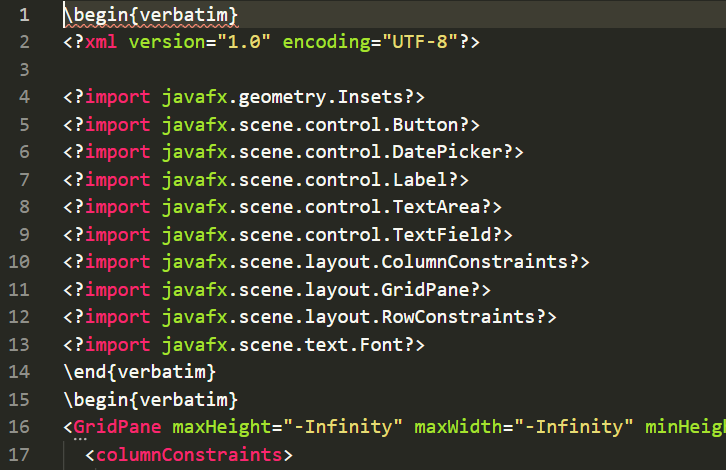 1 \begin{verbatim}
2 <?xml version="1.0" encoding="UTF-8"?>
3
4 <?import javafx.geometry.Insets?>
5 <?import javafx.scene.control.Button?>
6 <?import javafx.scene.control.DatePicker?>
7 <?import javafx.scene.control.Label?>
8 <?import javafx.scene.control.TextArea?>
9 <?import javafx.scene.control.TextField?>
10 <?import javafx.scene.layout.ColumnConstraints?>
11 <?import javafx.scene.layout.GridPane?>
12 <?import javafx.scene.layout.RowConstraints?>
13 <?import javafx.scene.text.Font?>
14 \end{verbatim}
15 \begin{verbatim}
16 <GridPane maxHeight="-Infinity" maxWidth="-Infinity" minHeig
17 <columnConstraints>